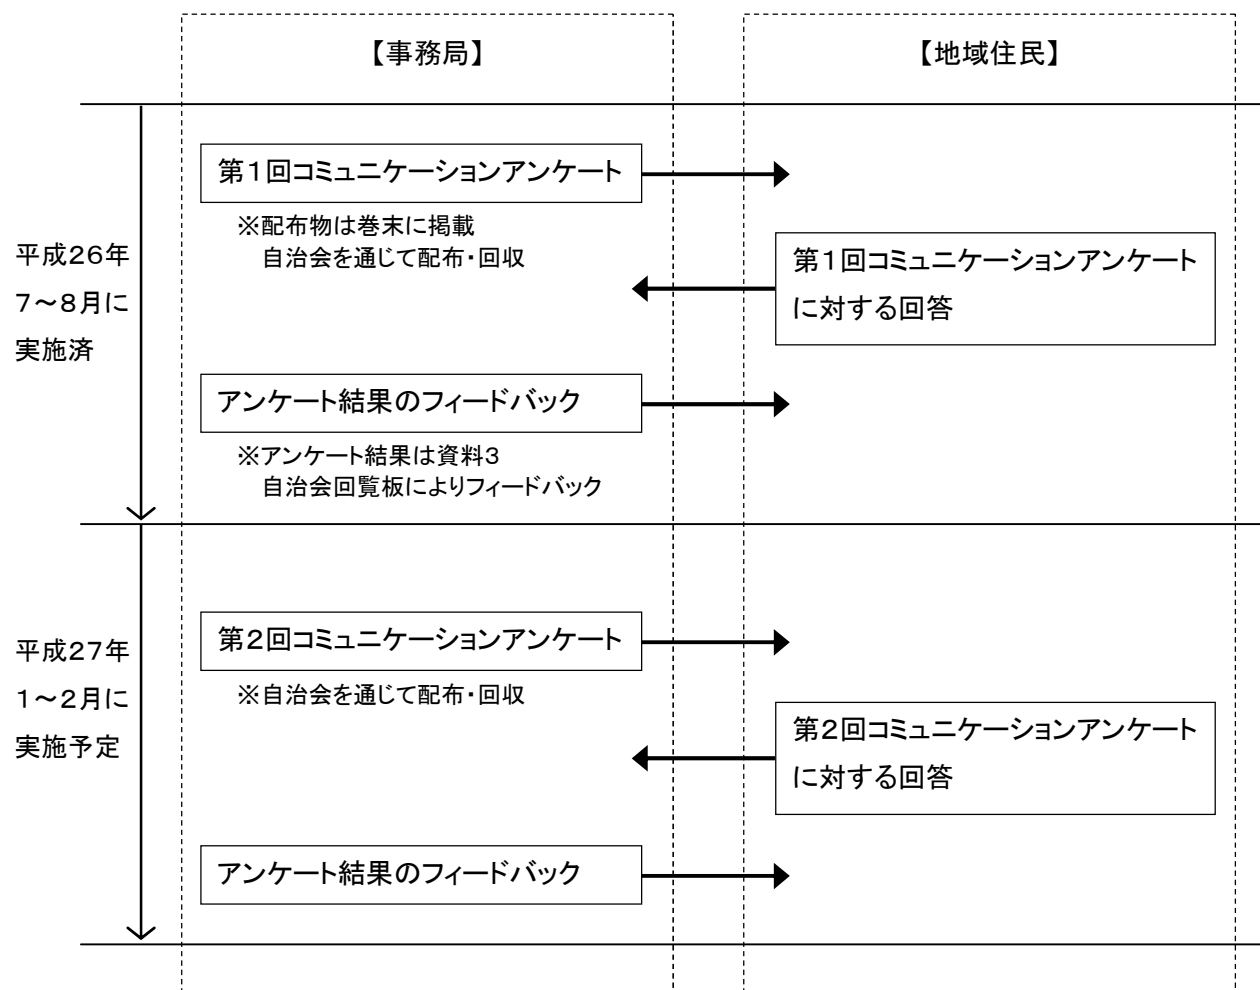 【事務局】
【地域住民】
平成26年
7～8月に
実施済
第1回コミュニケーションアンケート
※配布物は巻末に掲載
自治会を通じて配布・回収
第1回コミュニケーションアンケート
に対する回答
アンケート結果のフィードバック
※アンケート結果は資料3
自治会回覧板によりフィードバック
平成27年
1～2月に
実施予定
第2回コミュニケーションアンケート
※自治会を通じて配布・回収
第2回コミュニケーションアンケート
に対する回答
アンケート結果のフィードバック